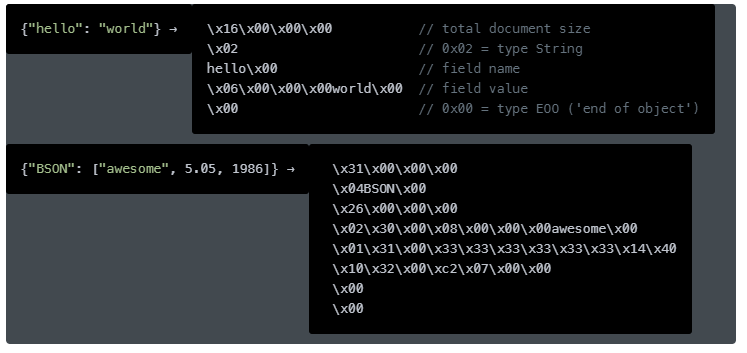 {"hello": "world"} →
\x16\x00\x00\x00 // total document size
\x02 // 0x02 = type String
hello\x00 // field name
\x06\x00\x00\x00world\x00 // field value
\x00 // 0x00 = type EOO ('end of object')
{"BSON": ["awesome", 5.05, 1986]} →
\x31\x00\x00\x00
\x04BSON\x00
\x26\x00\x00\x00
\x02\x30\x00\x08\x00\x00\x00awesome\x00
\x01\x31\x00\x33\x33\x33\x33\x33\x33\x14\x40
\x10\x32\x00\xc2\x07\x00\x00
\x00
\x00